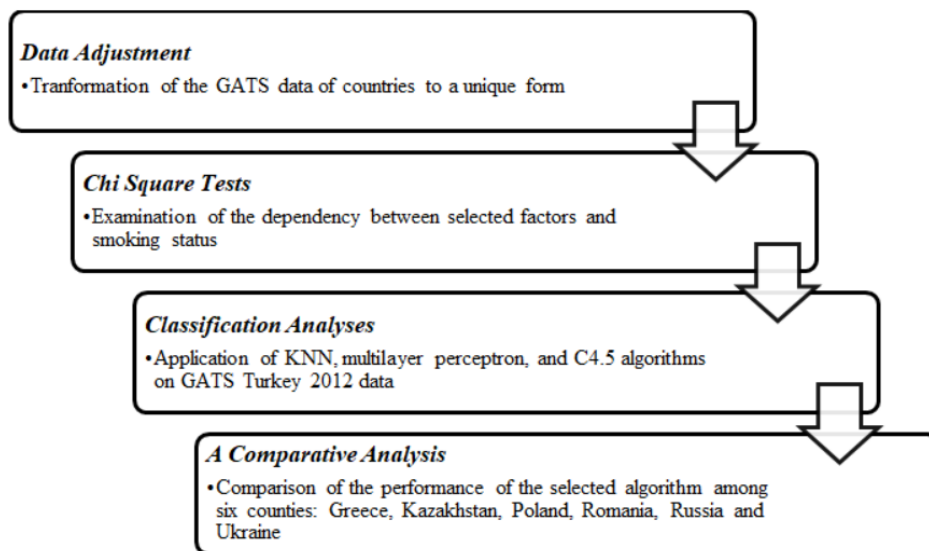 Data Adjustment
•Tranformation of the GATS data of countries to a unique form
Chi Square Tests
•Examination of the dependency between selected factors and
smoking status
Classification Analyses
•Application of KNN, multilayer perceptron, and C4.5 algorithms
on GATS Turkey 2012 data
A Comparative Analysis
•Comparison of the performance of the selected algorithm among
six counties: Greece, Kazakhstan, Poland, Romania, Russia and
Ukraine